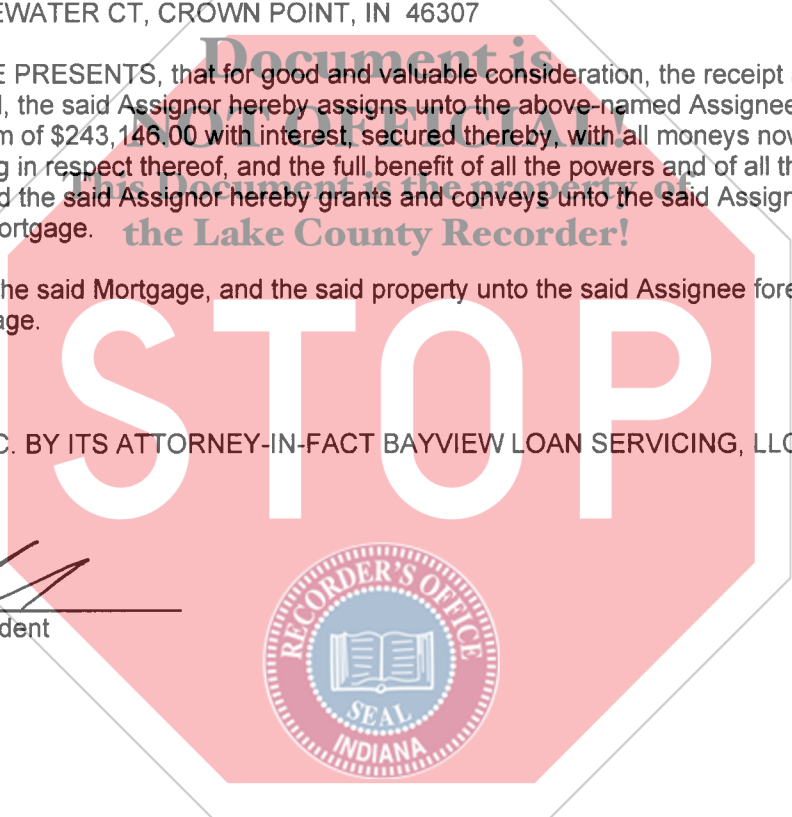 EWATER CT, CROWN POINT, IN 46307
Document is
E PRESENTS, that for good and valuable consideration, the receipt
, the said Assignor hereby assigns unto the above-named Assignee
NOT OFFICIAL!
m of $243,146.00 with interest, secured thereby, with all moneys now
g in respect thereof, and the full benefit of all the powers and of all th
This Document is the property of
d the said Assignor hereby grants and conveys unto the said Assign
ortgage.
the Lake County Recorder!
he said Mortgage, and the said property unto the said Assignee fore
age.
STOP
C. BY ITS ATTORNEY-IN-FACT BAYVIEW LOAN SERVICING, LLC
RECORDER'S OFFICE
dent
SEAL
INDIANA